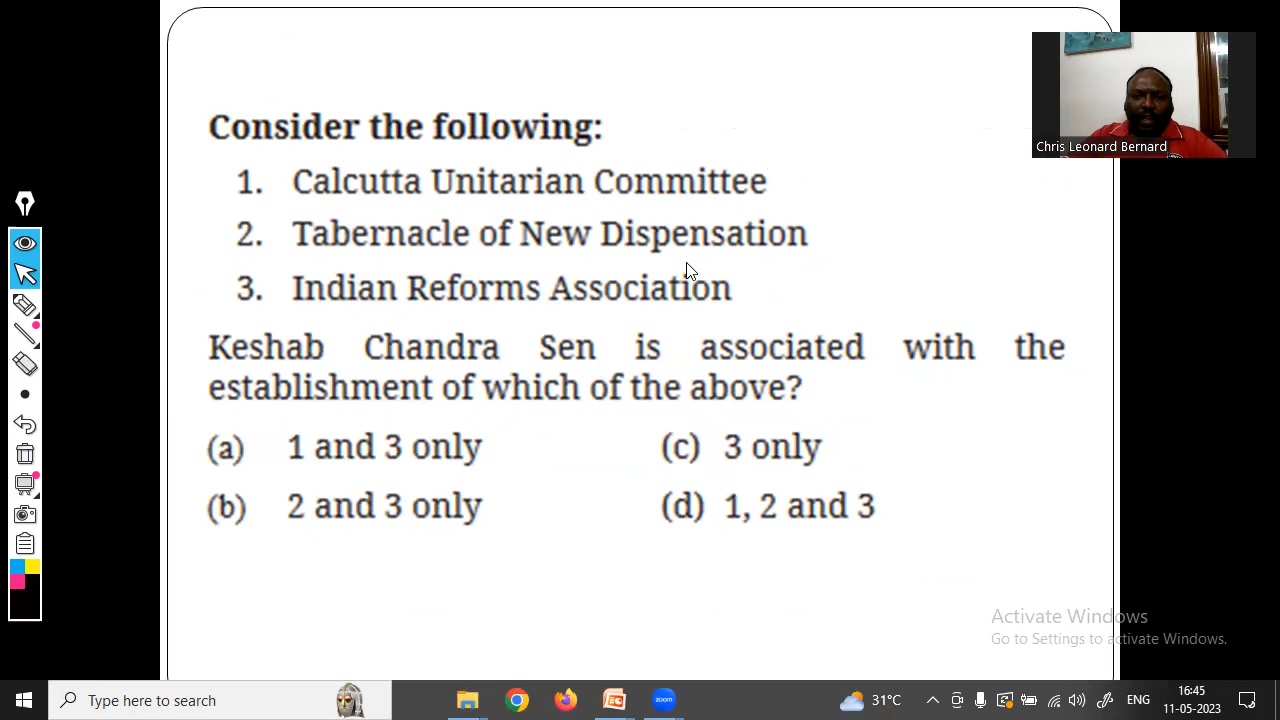 Consider the following:
1. Calcutta Unitarian Committee
2. Tabernacle of New Dispensation
3. Indian Reforms Association
Keshab Chandra Sen is associated with the
establishment of which of the above?
(a) 1 and 3 only
(c) 3 only
(b) 2 and 3 only
(d) 1, 2 and 3
Chris Leonard Bernard
Activate Windows
Go to Settings to activate Windows.
Type here to search
zoom
31°C
ENG
16:45
11-05-2023